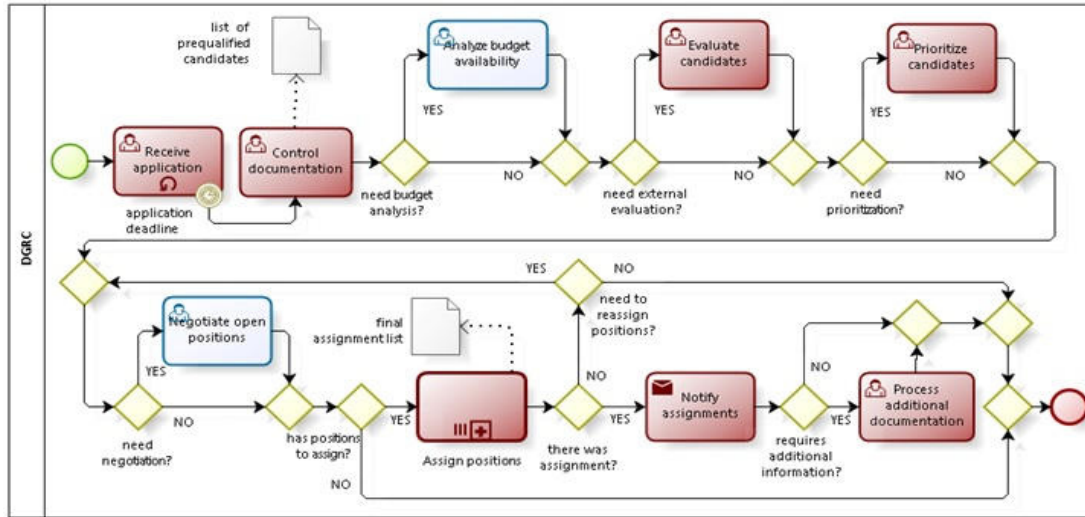 DGRC
list of
prequalified
candidates
Analyze budget
availability
Evaluate
candidates
Prioritize
candidates
YES
YES
YES
Receive
application
Control
documentation
NO
NO
NO
application
deadline
need budget
analysis?
need external
evaluation?
need
prioritization?
YES
NO
need to
reassign
positions?
Negotiate open
positions
final
assignment list
YES
NO
need
negotiation?
has positions
to assign?
YES
NO
Assign positions
NO
YES
there was
assignment?
Notify
assignments
NO
YES
requires
additional
information?
Process
additional
documentation